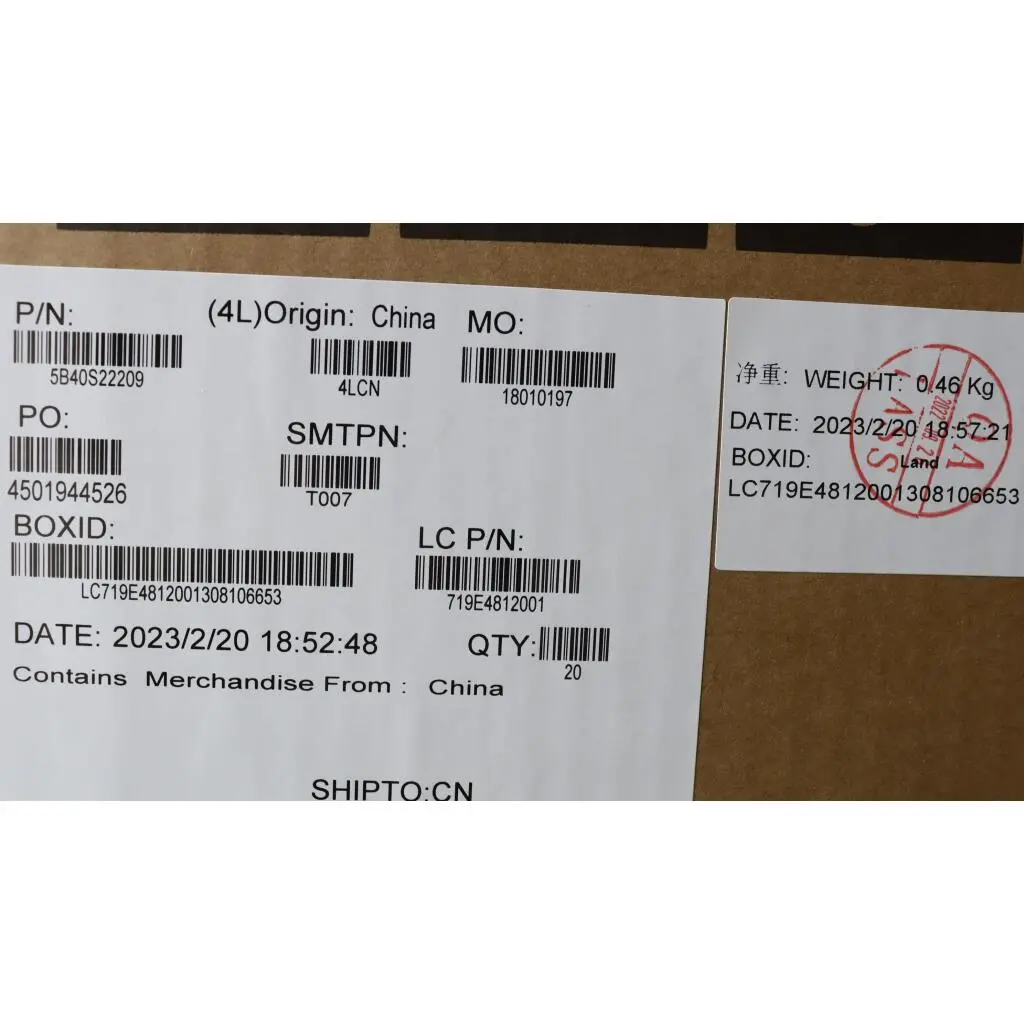 P/N:
5B40S22209
(4L)Origin: China
4LCN
MO:
18010197
PO:
4501944526
SMTPN:
T007
BOXID:
LC719E4812001308106653
LC P/N:
719E4812001
DATE: 2023/2/20 18:52:48
QTY:
20
Contains Merchandise From : China
SHIPTO:CN
净重: WEIGHT: 0.46 Kg
DATE: 2023/2/20 18:57:21
BOXID: Land
LC719E4812001308106653
QA